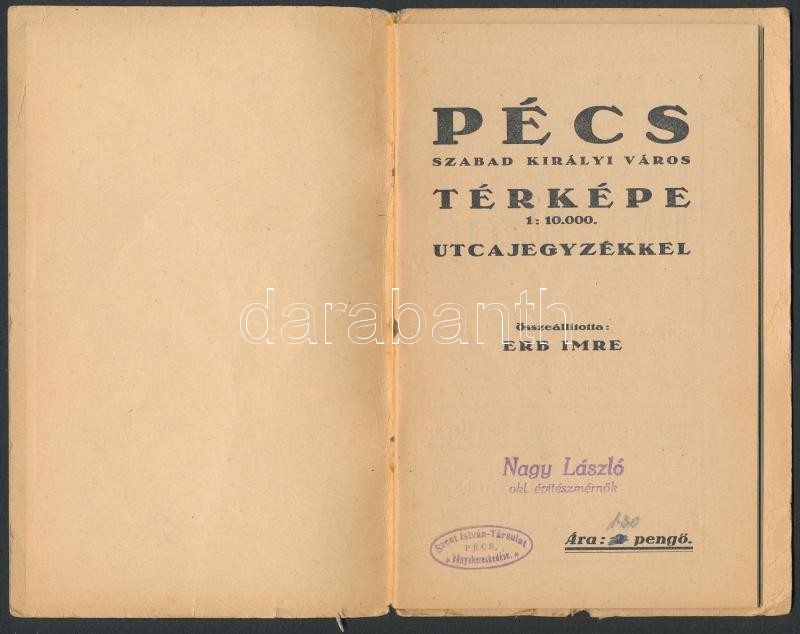 PÉCS
SZABAD KIRÁLYI VÁROS
TÉRKÉPE
1:10.000.
UTCAJEGYZÉKKEL
darabanth
Összeállította:
ERB IMRE
Nagy László
okl. építészmérnök
Szent István-Társulat
PÉCS.
könyvkereskedése.
1·30
Ára: pengő.